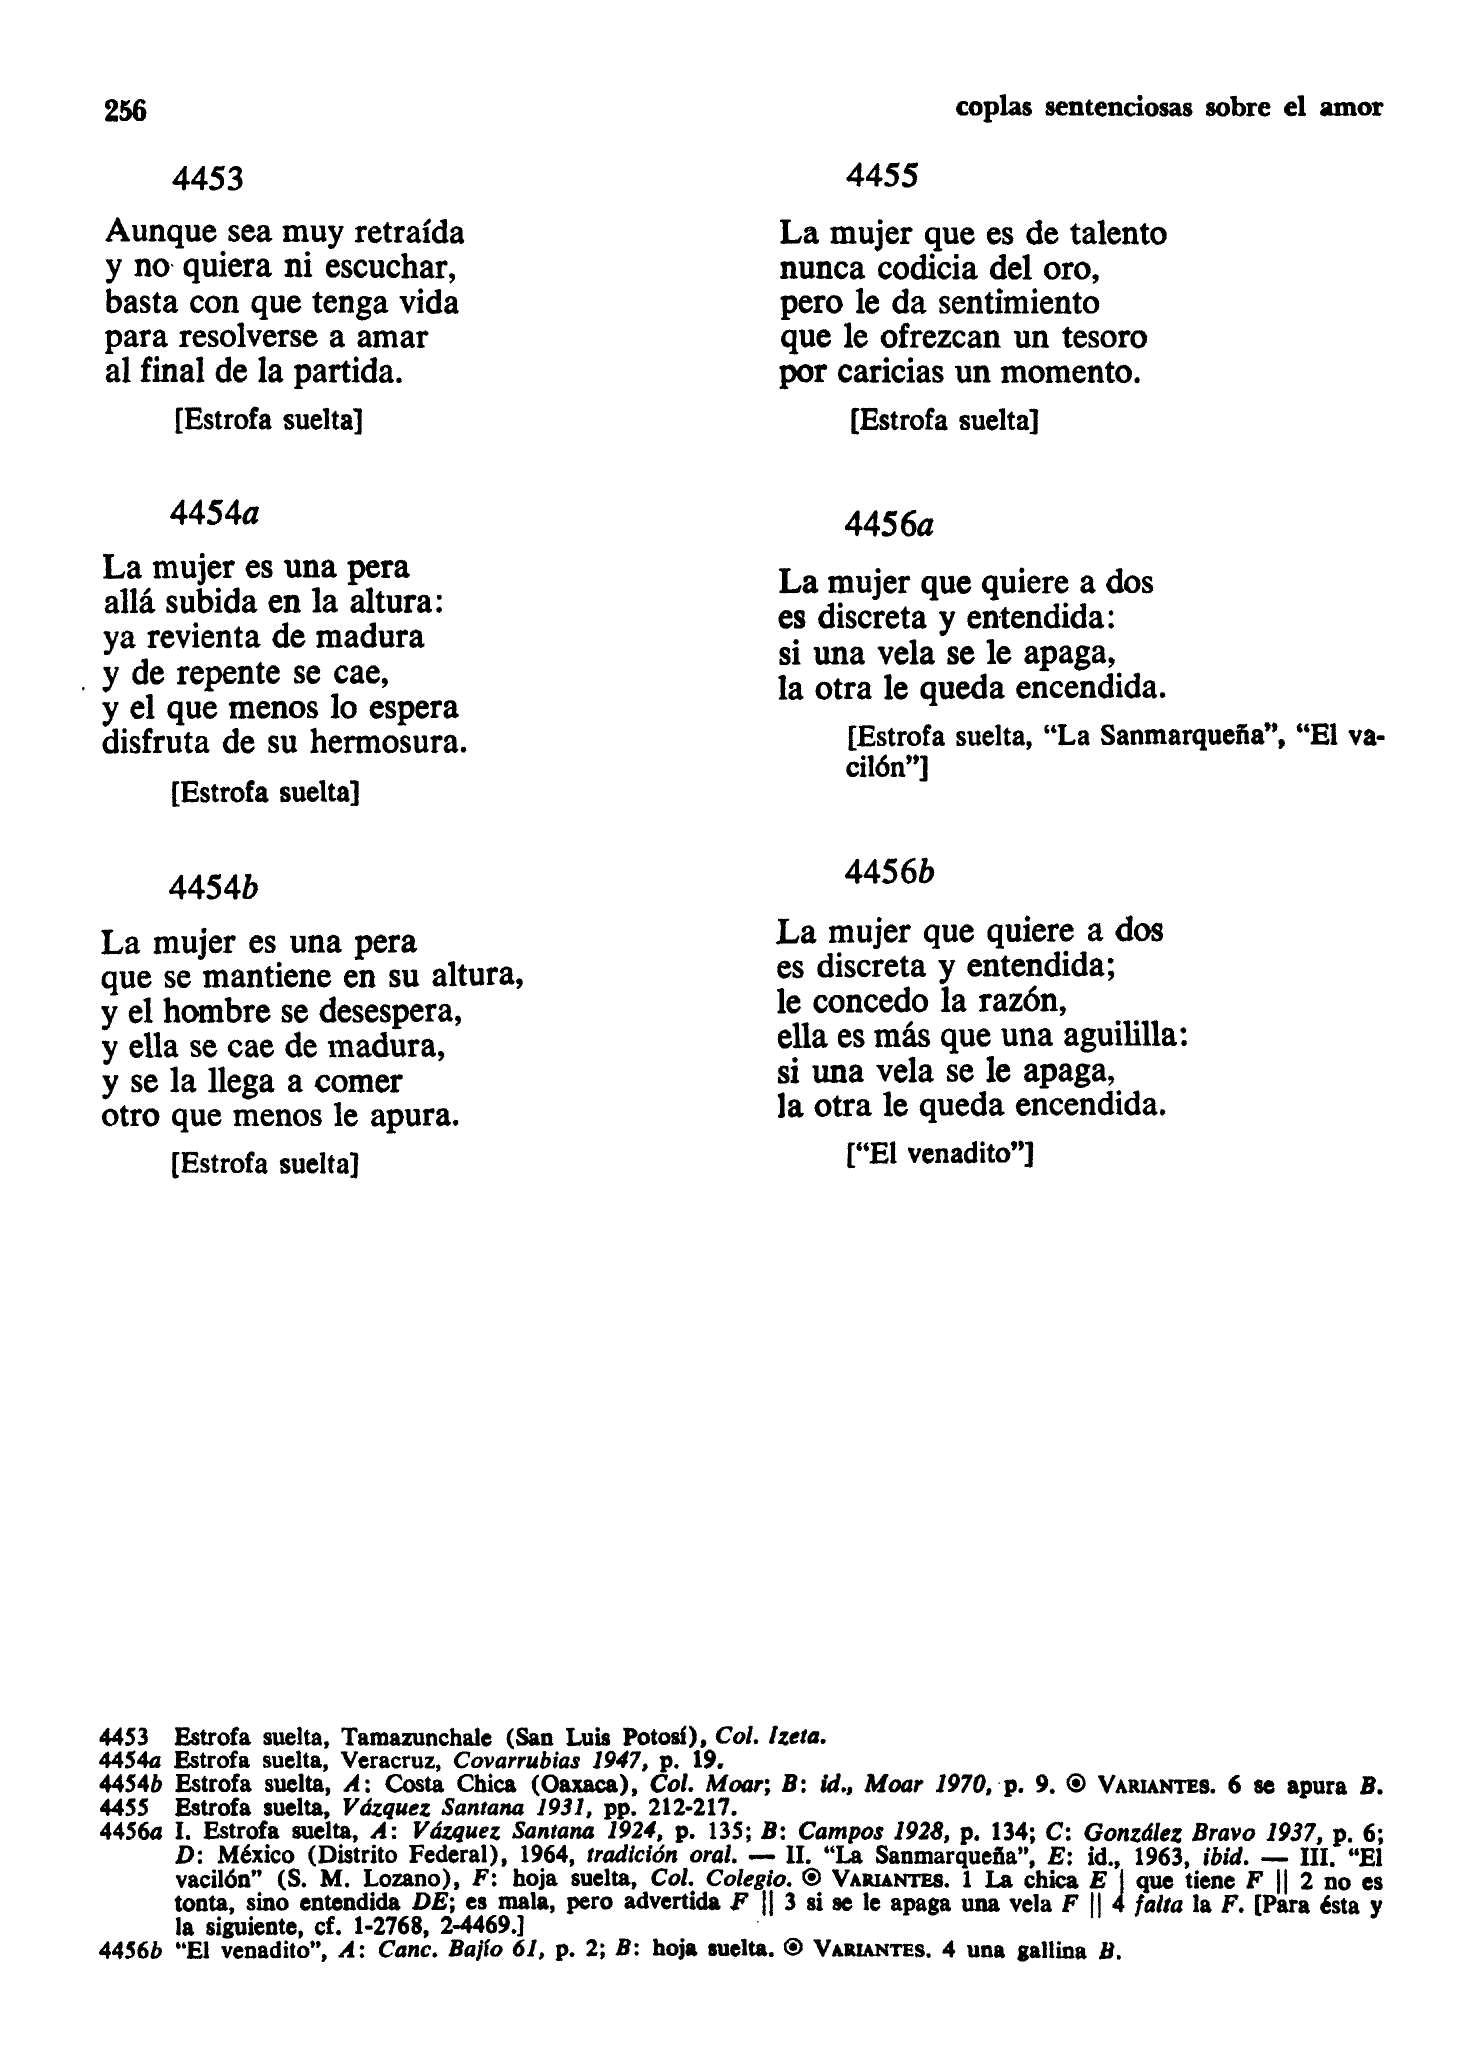 256
coplas sentenciosas sobre el amor
4453
Aunque sea muy retraída
y no quiera ni escuchar,
basta con que tenga vida
para resolverse a amar
al final de la partida.
[Estrofa suelta]
4454a
La mujer es una pera
allá subida en la altura:
ya revienta de madura
y de repente se cae,
y el que menos lo espera
disfruta de su hermosura.
[Estrofa suelta]
4454b
La mujer es una pera
que se mantiene en su altura,
y el hombre se desespera,
y ella se cae de madura,
y se la llega a comer
otro que menos le apura.
[Estrofa suelta]
4455
La mujer que es de talento
nunca codicia del oro,
pero le da sentimiento
que le ofrezcan un tesoro
por caricias un momento.
[Estrofa suelta]
4456a
La mujer que quiere a dos
es discreta y entendida:
si una vela se le apaga,
la otra le queda encendida.
[Estrofa suelta, “La Sanmarqueña”, “El va-
cilón”]
4456b
La mujer que quiere a dos
es discreta y entendida;
le concedo la razón,
ella es más que una aguililla:
si una vela se le apaga,
la otra le queda encendida.
[“El venadito”]
4453 Estrofa suelta, Tamazunchale (San Luis Potosí), Col. Izeta.
4454a Estrofa suelta, Veracruz, Covarrubias 1947, p. 19.
4454b Estrofa suelta, A: Costa Chica (Oaxaca), Col. Moar; B: id., Moar 1970, p. 9. ⊙ VARIANTES. 6 se apura B.
4455 Estrofa suelta, Vázquez Santana 1931, pp. 212-217.
4456a I. Estrofa suelta, A: Vázquez Santana 1924, p. 135; B: Campos 1928, p. 134; C: González Bravo 1937, p. 6;
D: México (Distrito Federal), 1964, tradición oral. — II. “La Sanmarqueña”, E: id., 1963, ibid. — III. “El
vacilón” (S. M. Lozano), F: hoja suelta, Col. Colegio. ⊙ VARIANTES. 1 La chica E | que tiene F || 2 no es
tonta, sino entendida DE; es mala, pero advertida F || 3 si se le apaga una vela F || 4 falta la F. [Para ésta y
la siguiente, cf. 1-2768, 2-4469.]
4456b “El venadito”, A: Canc. Bajío 61, p. 2; B: hoja suelta. ⊙ VARIANTES. 4 una gallina B.